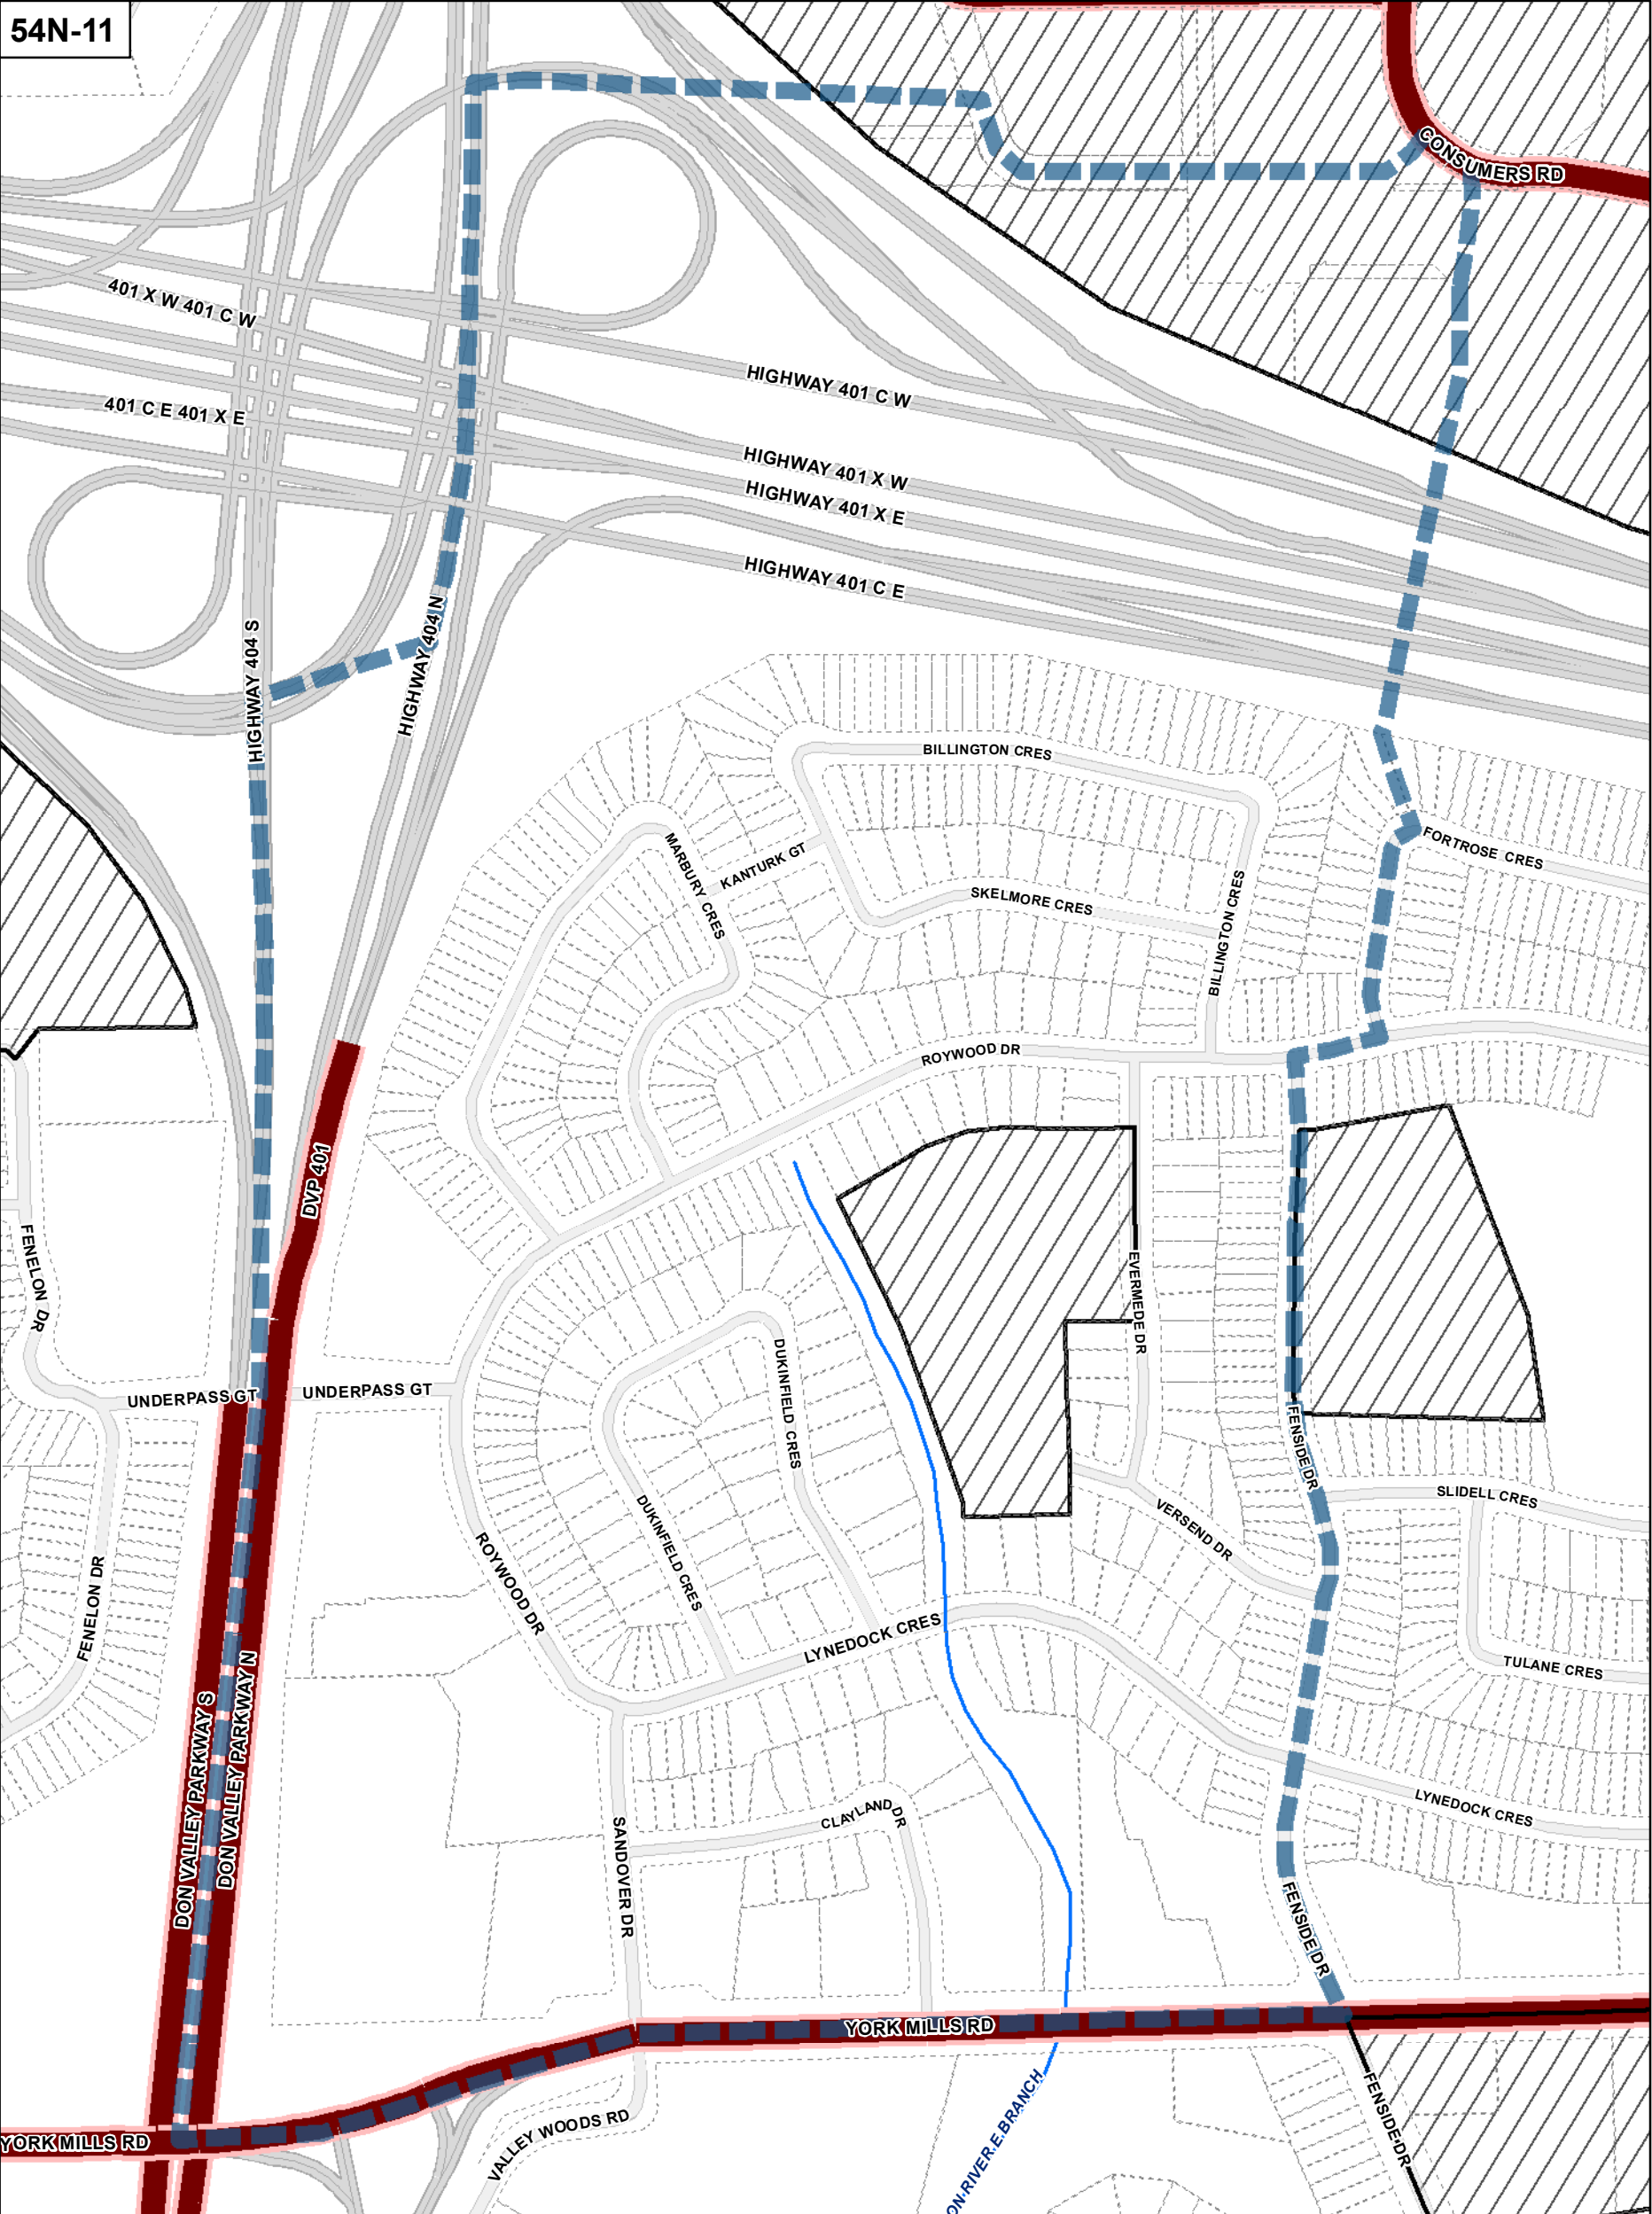 54N-11
CONSUMERS RD
401 X W 401 C W
HIGHWAY 401 C W
401 C E 401 X E
HIGHWAY 401 X W
HIGHWAY 401 X E
HIGHWAY 401 C E
HIGHWAY 404 S
HIGHWAY 404 N
BILLINGTON CRES
MARBURY CRES
KANTURK GT
FORTROSE CRES
SKELMORE CRES
BILLINGTON CRES
ROYWOOD DR
DVP 401
FENELON DR
EVERMEDE DR
UNDERPASS GT
UNDERPASS GT
DUKINFIELD CRES
FENSIDE DR
SLIDELL CRES
DUKINFIELD CRES
VERSEND DR
ROYWOOD DR
FENELON DR
LYNEDOCK CRES
TULANE CRES
DON VALLEY PARKWAY S
DON VALLEY PARKWAY N
CLAYLAND DR
LYNEDOCK CRES
SANDOVER DR
FENSIDE DR
YORK MILLS RD
YORK MILLS RD
VALLEY WOODS RD
ON RIVER E BRANCH
FENSIDE DR